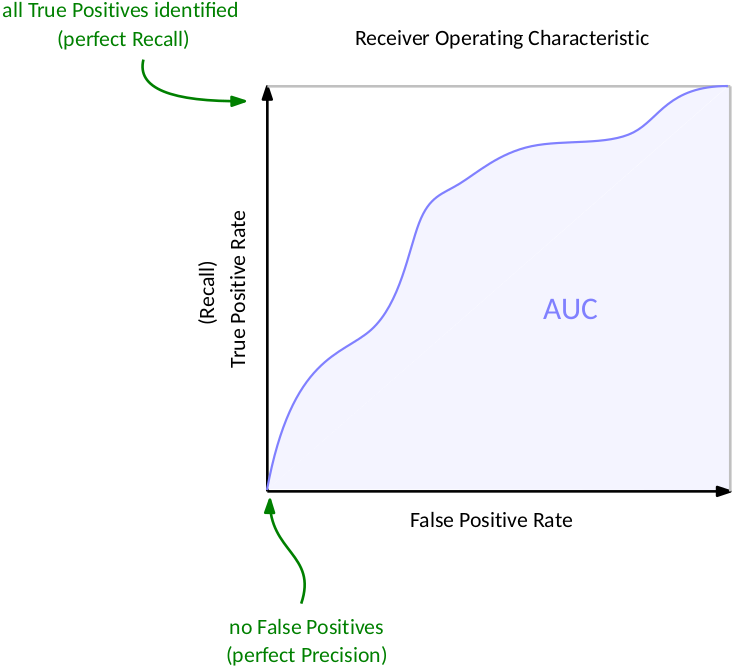 all True Positives identified
(perfect Recall)
Receiver Operating Characteristic
(Recall)
True Positive Rate
AUC
False Positive Rate
no False Positives
(perfect Precision)